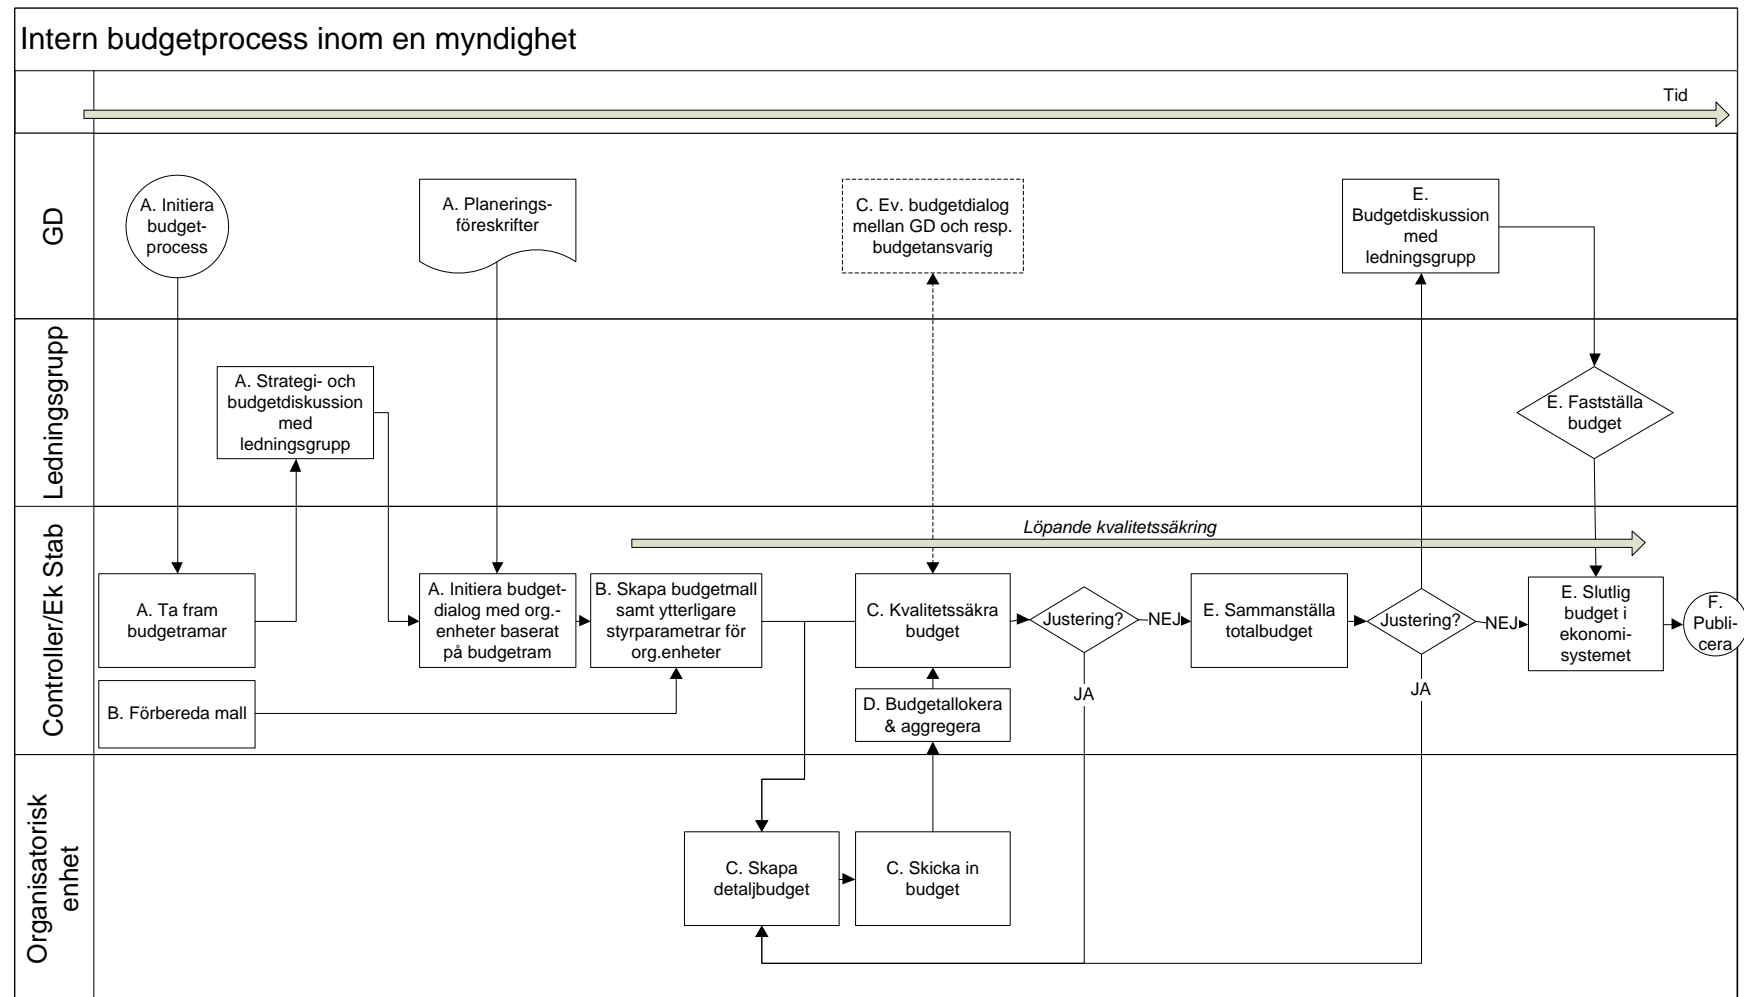 Intern budgetprocess inom en myndighet
Tid
GD
A. Initiera
budget-
process
A. Planerings-
föreskrifter
C. Ev. budgetdialog
mellan GD och resp.
budgetansvarig
E.
Budgetdiskussion
med
ledningsgrupp
Ledningsgrupp
A. Strategi- och
budgetdiskussion
med
ledningsgrupp
E. Fastställa
budget
Controller/Ek Stab
Löpande kvalitetssäkring
A. Ta fram
budgetramar
A. Initiera budget-
dialog med org.-
enheter baserat
på budgetram
B. Skapa budgetmall
samt ytterligare
styrparametrar för
org.enheter
C. Kvalitetssäkra
budget
Justering?
NEJ
E. Sammanställa
totalbudget
Justering?
NEJ
E. Slutlig
budget i
ekonomi-
systemet
F.
Publi-
cera
B. Förbereda mall
D. Budgetallokera
& aggregera
JA
JA
Organisatorisk
enhet
C. Skapa
detaljbudget
C. Skicka in
budget